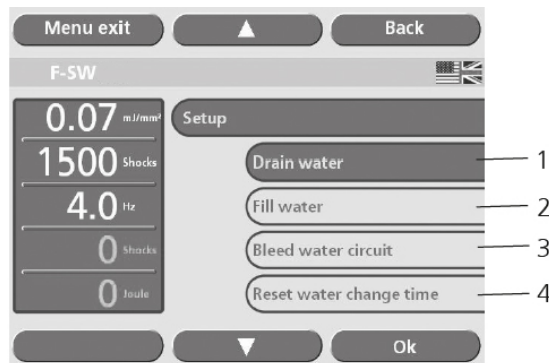 Menu exit ▲ Back
F-SW
0.07 mJ/mm²
1500 Shocks
4.0 Hz
0 Shocks
0 Joule
Setup
Drain water 1
Fill water 2
Bleed water circuit 3
Reset water change time 4
▼ Ok